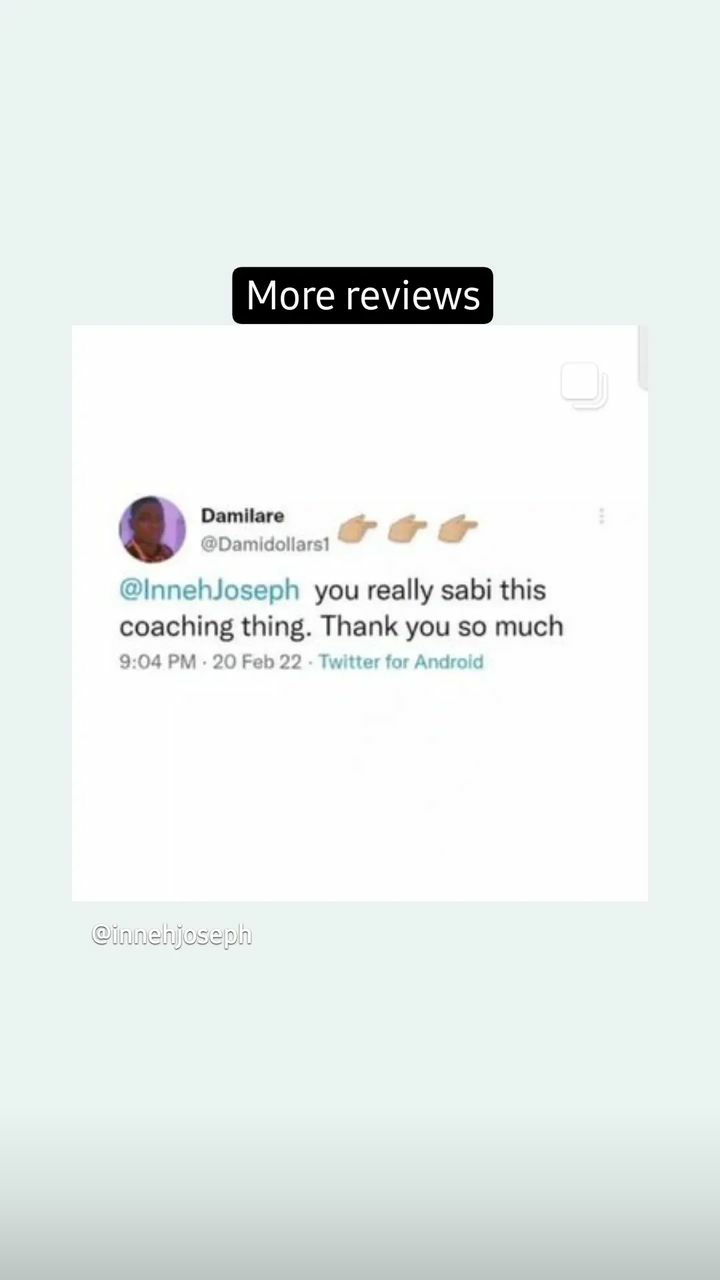 More reviews
Damilare
@Damidollars1 👉🏼 👉🏼 👉🏼
@InnehJoseph you really sabi this
coaching thing. Thank you so much
9:04 PM · 20 Feb 22 · Twitter for Android
@innehjoseph